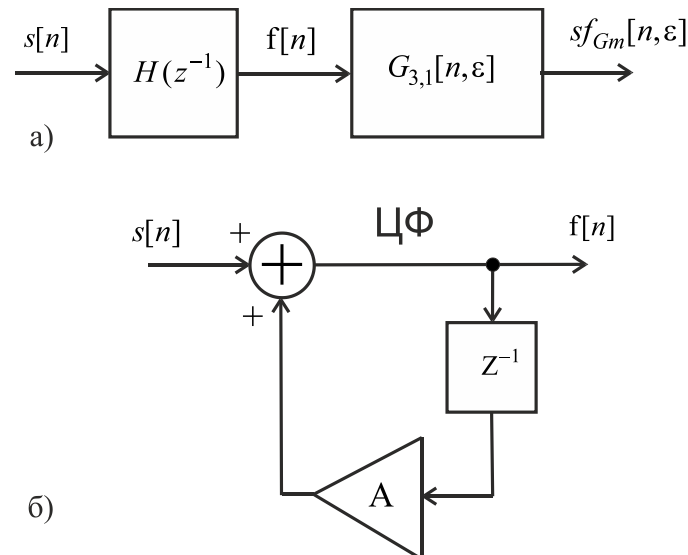 s[n] H(z⁻¹) f[n] G₃,₁[n,ε] sf_Gm[n,ε]
а)
ЦФ
s[n] + + f[n]
+
Z⁻¹
A
б)